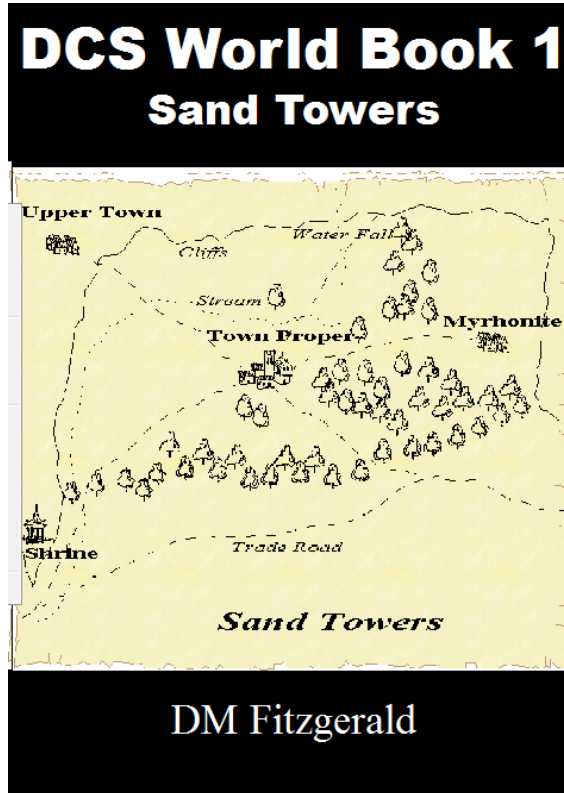 DCS World Book 1
Sand Towers
Upper Town
Water Fall
Cliffs
Stream
Town Proper
Myrhonite
Shrine
Trade Road
Sand Towers
DM Fitzgerald